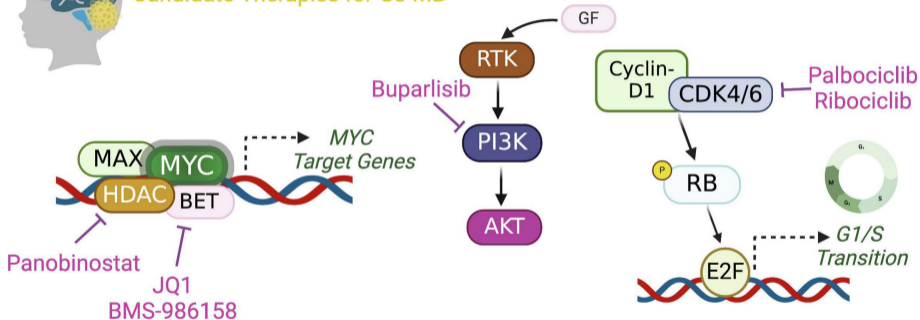 Candidate Therapies for G3 MB
GF
RTK
Buparlisib
PI3K
AKT
MAX
MYC
HDAC
BET
MYC
Target Genes
Panobinostat
JQ1
BMS-986158
Cyclin-
D1
CDK4/6
Palbociclib
Ribociclib
P
RB
E2F
G1/S
Transition
M
S